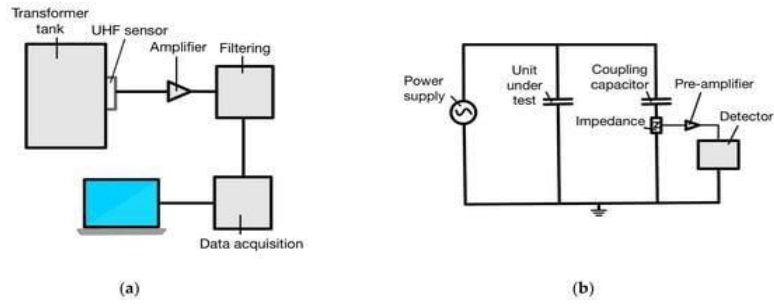 Transformer
tank
UHF sensor
Amplifier
Filtering
Data acquisition
(a)
Power
supply
Unit
under
test
Coupling
capacitor
Impedance
Pre-amplifier
Detector
(b)